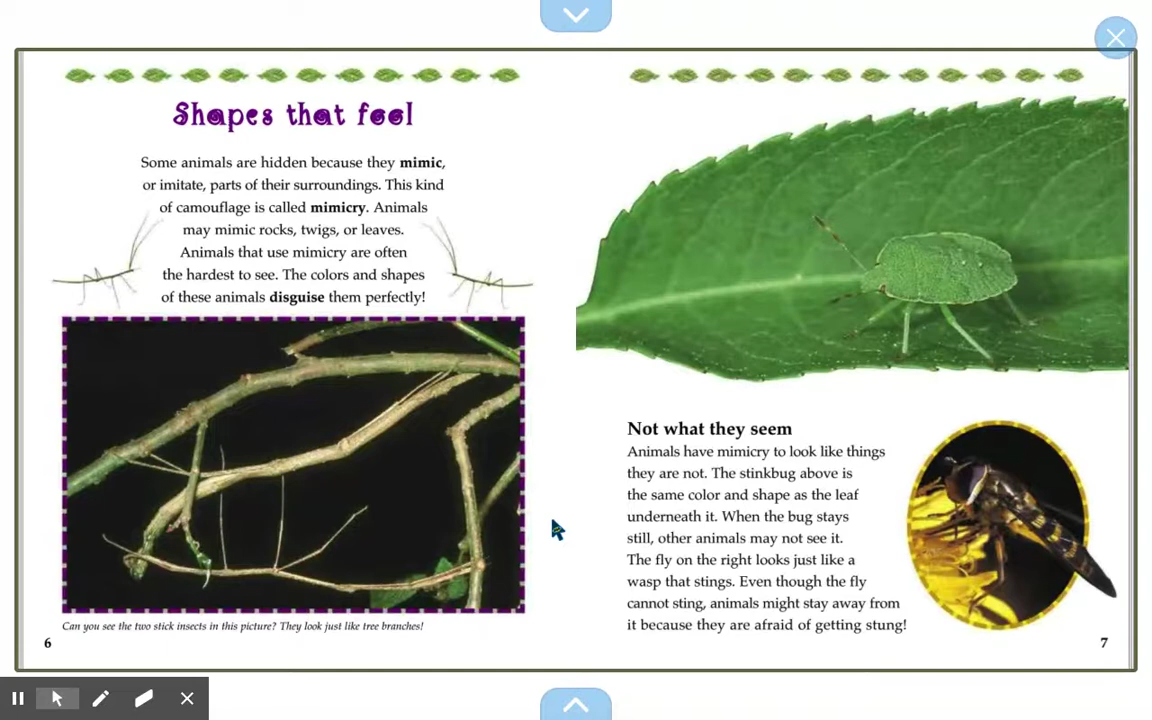 Shapes that fool
Some animals are hidden because they mimic,
or imitate, parts of their surroundings. This kind
of camouflage is called mimicry. Animals
may mimic rocks, twigs, or leaves.
Animals that use mimicry are often
the hardest to see. The colors and shapes
of these animals disguise them perfectly!
Can you see the two stick insects in this picture? They look just like tree branches!
6
Not what they seem
Animals have mimicry to look like things
they are not. The stinkbug above is
the same color and shape as the leaf
underneath it. When the bug stays
still, other animals may not see it.
The fly on the right looks just like a
wasp that stings. Even though the fly
cannot sting, animals might stay away from
it because they are afraid of getting stung!
7